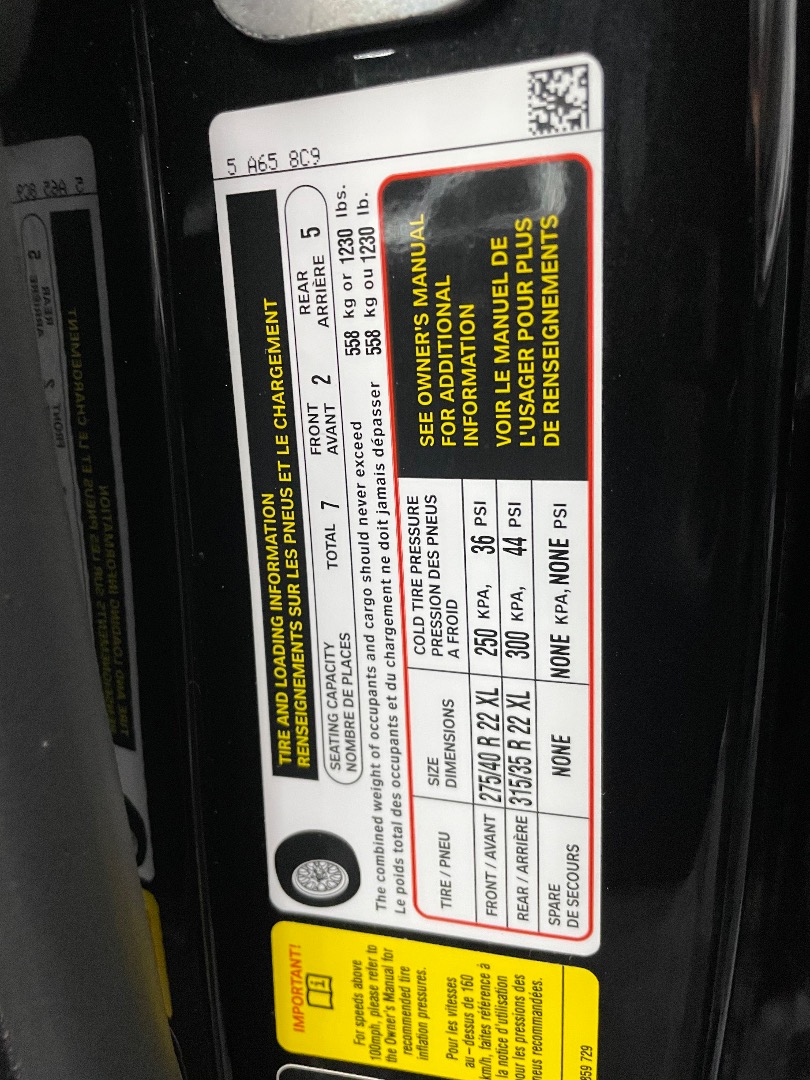 5 A65 8C9
TIRE AND LOADING INFORMATION
RENSEIGNEMENTS SUR LES PNEUS ET LE CHARGEMENT
SEATING CAPACITY
NOMBRE DE PLACES
TOTAL 7
FRONT
AVANT
2
REAR
ARRIÈRE
5
The combined weight of occupants and cargo should never exceed 558 kg or 1230 lbs.
Le poids total des occupants et du chargement ne doit jamais dépasser 558 kg ou 1230 lb.
TIRE / PNEU
SIZE
DIMENSIONS
COLD TIRE PRESSURE
PRESSION DES PNEUS
A FROID
FRONT / AVANT 275/40 R 22 XL 250 KPA, 36 PSI
REAR / ARRIÈRE 315/35 R 22 XL 300 KPA, 44 PSI
SPARE
DE SECOURS
NONE NONE KPA, NONE PSI
SEE OWNER'S MANUAL
FOR ADDITIONAL
INFORMATION
VOIR LE MANUEL DE
L'USAGER POUR PLUS
DE RENSEIGNEMENTS
IMPORTANT!
For speeds above
100mph, please refer to
the Owner's Manual for
recommended tire
inflation pressures.
Pour les vitesses
au-dessus de 160
km/h, faites référence à
la notice d'utilisation
pour les pressions des
pneus recommandées.
859 729